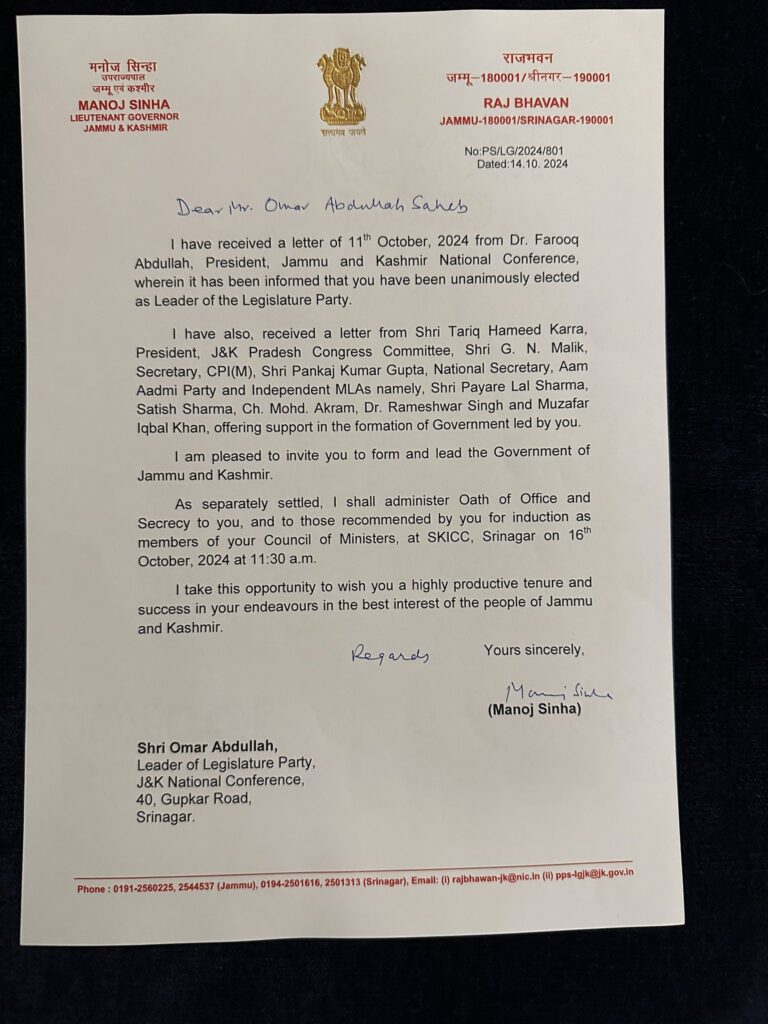 मनोज सिन्हा
उपराज्यपाल
जम्मू एवं कश्मीर
MANOJ SINHA
LIEUTENANT GOVERNOR
JAMMU & KASHMIR
सत्यमेव जयते
राजभवन
जम्मू–180001/श्रीनगर–190001
RAJ BHAVAN
JAMMU-180001/SRINAGAR-190001
No:PS/LG/2024/801
Dated:14.10. 2024
Dear Mr. Omar Abdullah Saheb
I have received a letter of 11th October, 2024 from Dr. Farooq
Abdullah, President, Jammu and Kashmir National Conference,
wherein it has been informed that you have been unanimously elected
as Leader of the Legislature Party.
I have also, received a letter from Shri Tariq Hameed Karra,
President, J&K Pradesh Congress Committee, Shri G. N. Malik,
Secretary, CPI(M), Shri Pankaj Kumar Gupta, National Secretary, Aam
Aadmi Party and Independent MLAs namely, Shri Payare Lal Sharma,
Satish Sharma, Ch. Mohd. Akram, Dr. Rameshwar Singh and Muzafar
Iqbal Khan, offering support in the formation of Government led by you.
I am pleased to invite you to form and lead the Government of
Jammu and Kashmir.
As separately settled, I shall administer Oath of Office and
Secrecy to you, and to those recommended by you for induction as
members of your Council of Ministers, at SKICC, Srinagar on 16th
October, 2024 at 11:30 a.m.
I take this opportunity to wish you a highly productive tenure and
success in your endeavours in the best interest of the people of Jammu
and Kashmir.
Regards
Yours sincerely,
Manoj Sinha
(Manoj Sinha)
Shri Omar Abdullah,
Leader of Legislature Party,
J&K National Conference,
40, Gupkar Road,
Srinagar.
Phone : 0191-2560225, 2544537 (Jammu), 0194-2501616, 2501313 (Srinagar), Email: (i) rajbhawan-jk@nic.in (ii) pps-lgjk@jk.gov.in